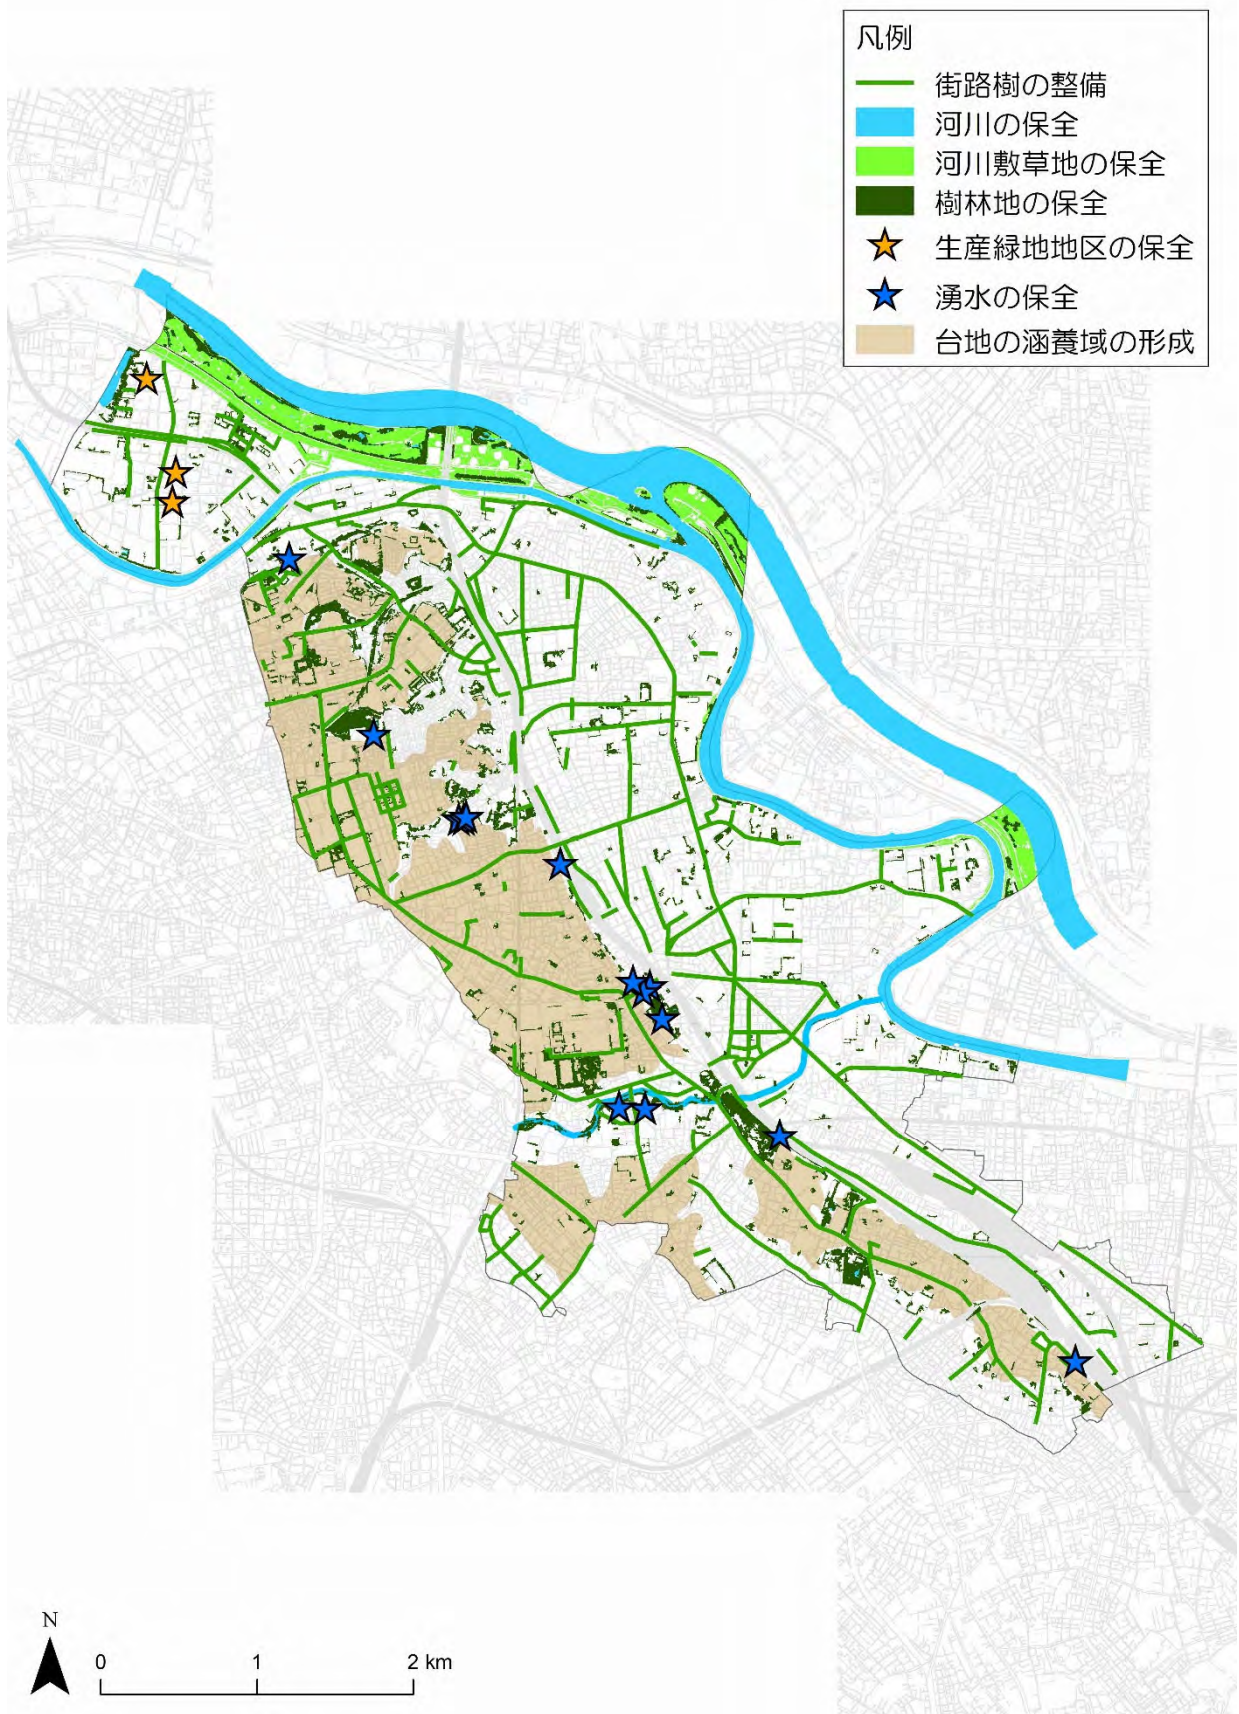 凡例
街路樹の整備
河川の保全
河川敷草地の保全
樹林地の保全
生産緑地地区の保全
湧水の保全
台地の涵養域の形成
N
0 1 2 km